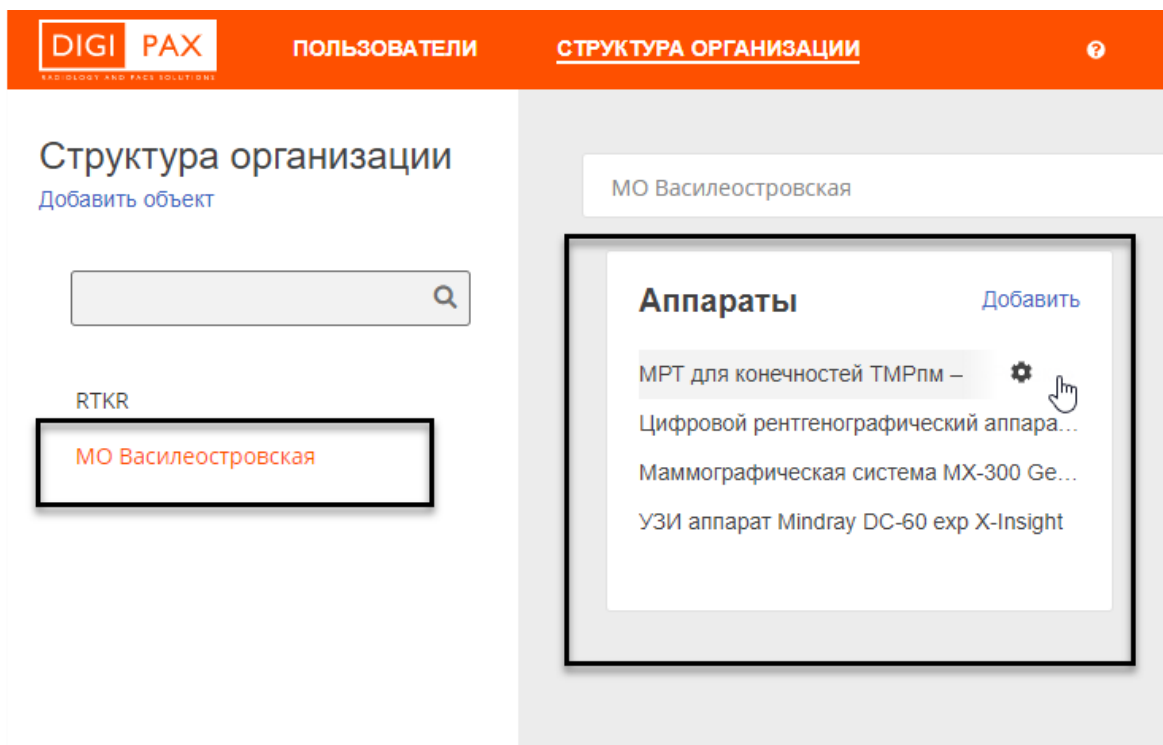 DIGI PAX
RADIOLOGY AND PACS SOLUTIONS
ПОЛЬЗОВАТЕЛИ
СТРУКТУРА ОРГАНИЗАЦИИ
?
Структура организации
Добавить объект
RTKR
МО Василеостровская
МО Василеостровская
Аппараты
Добавить
МРТ для конечностей ТМРпм –
Цифровой рентгенографический аппара...
Маммографическая система MX-300 Ge...
УЗИ аппарат Mindray DC-60 exp X-Insight